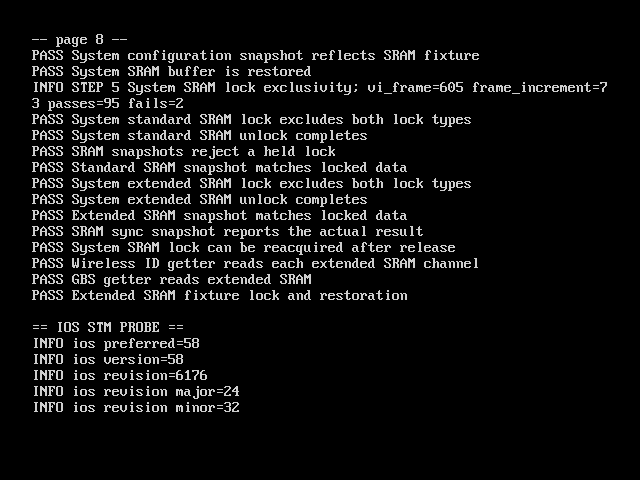 -- page 8 --
PASS System configuration snapshot reflects SRAM fixture
PASS System SRAM buffer is restored
INFO STEP 5 System SRAM lock exclusivity; vi_frame=605 frame_increment=7
3 passes=95 fails=2
PASS System standard SRAM lock excludes both lock types
PASS System standard SRAM unlock completes
PASS SRAM snapshots reject a held lock
PASS Standard SRAM snapshot matches locked data
PASS System extended SRAM lock excludes both lock types
PASS System extended SRAM unlock completes
PASS Extended SRAM snapshot matches locked data
PASS SRAM sync snapshot reports the actual result
PASS System SRAM lock can be reacquired after release
PASS Wireless ID getter reads each extended SRAM channel
PASS GBS getter reads extended SRAM
PASS Extended SRAM fixture lock and restoration

== IOS STM PROBE ==
INFO ios preferred=58
INFO ios version=58
INFO ios revision=6176
INFO ios revision major=24
INFO ios revision minor=32